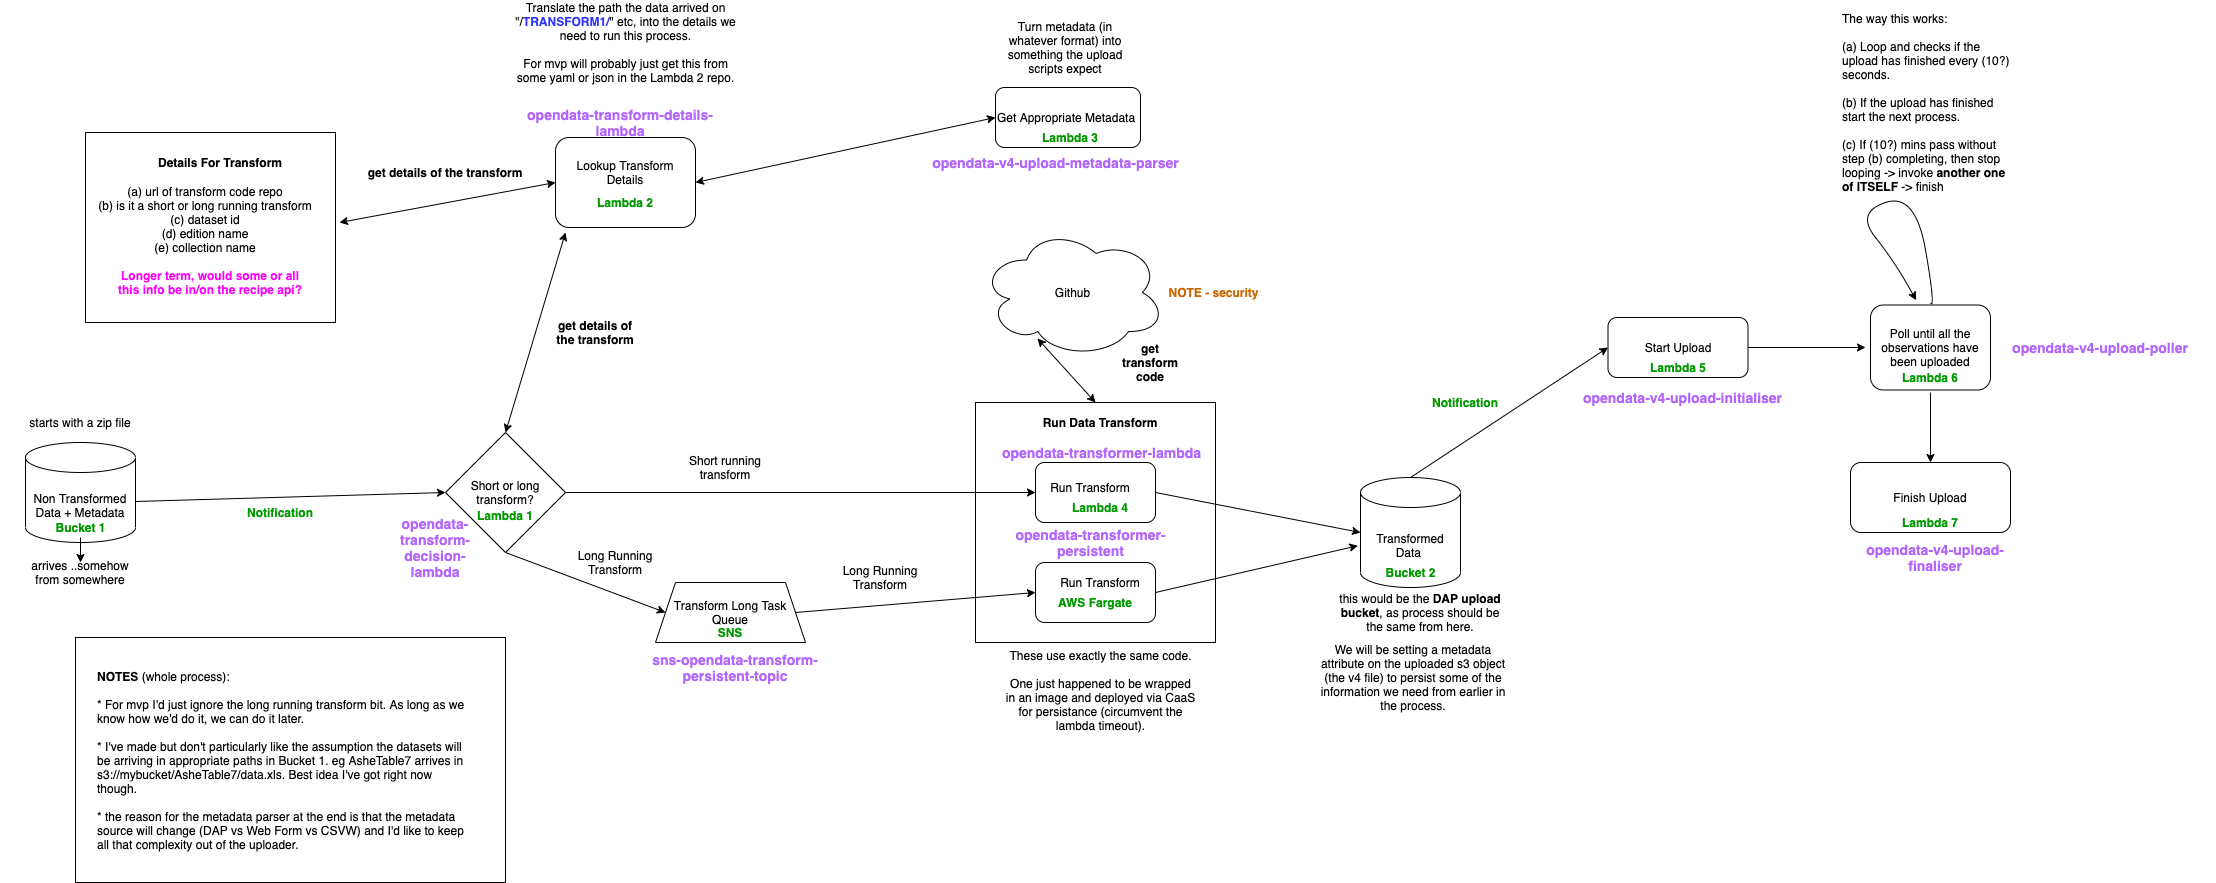 Translate the path the data arrived on
"/TRANSFORM1/" etc, into the details we
need to run this process.
For mvp will probably just get this from
some yaml or json in the Lambda 2 repo.
opendata-transform-details-
lambda
Lookup Transform
Details
Lambda 2
Turn metadata (in
whatever format) into
something the upload
scripts expect
Get Appropriate Metadata
Lambda 3
opendata-v4-upload-metadata-parser
The way this works:
(a) Loop and checks if the
upload has finished every (10?)
seconds.
(b) If the upload has finished
start the next process.
(c) If (10?) mins pass without
step (b) completing, then stop
looping -> invoke another one
of ITSELF -> finish
Details For Transform
(a) url of transform code repo
(b) is it a short or long running transform
(c) dataset id
(d) edition name
(e) collection name
Longer term, would some or all
this info be in/on the recipe api?
get details of the transform
get details of
the transform
Github
NOTE - security
get
transform
code
starts with a zip file
Non Transformed
Data + Metadata
Bucket 1
arrives ..somehow
from somewhere
Notification
Short or long
transform?
Lambda 1
opendata-
transform-
decision-
lambda
Short running
transform
Long Running
Transform
Transform Long Task
Queue
SNS
sns-opendata-transform-
persistent-topic
Long Running
Transform
Run Data Transform
opendata-transformer-lambda
Run Transform
Lambda 4
opendata-transformer-
persistent
Run Transform
AWS Fargate
These use exactly the same code.
One just happened to be wrapped
in an image and deployed via CaaS
for persistance (circumvent the
lambda timeout).
Transformed
Data
Bucket 2
this would be the DAP upload
bucket, as process should be
the same from here.
We will be setting a metadata
attribute on the uploaded s3 object
(the v4 file) to persist some of the
information we need from earlier in
the process.
Notification
Start Upload
Lambda 5
opendata-v4-upload-initialiser
Poll until all the
observations have
been uploaded
Lambda 6
opendata-v4-upload-poller
Finish Upload
Lambda 7
opendata-v4-upload-
finaliser
NOTES (whole process):
* For mvp I'd just ignore the long running transform bit. As long as we
know how we'd do it, we can do it later.
* I've made but don't particularly like the assumption the datasets will
be arriving in appropriate paths in Bucket 1. eg AsheTable7 arrives in
s3://mybucket/AsheTable7/data.xls. Best idea I've got right now
though.
* the reason for the metadata parser at the end is that the metadata
source will change (DAP vs Web Form vs CSVW) and I'd like to keep
all that complexity out of the uploader.